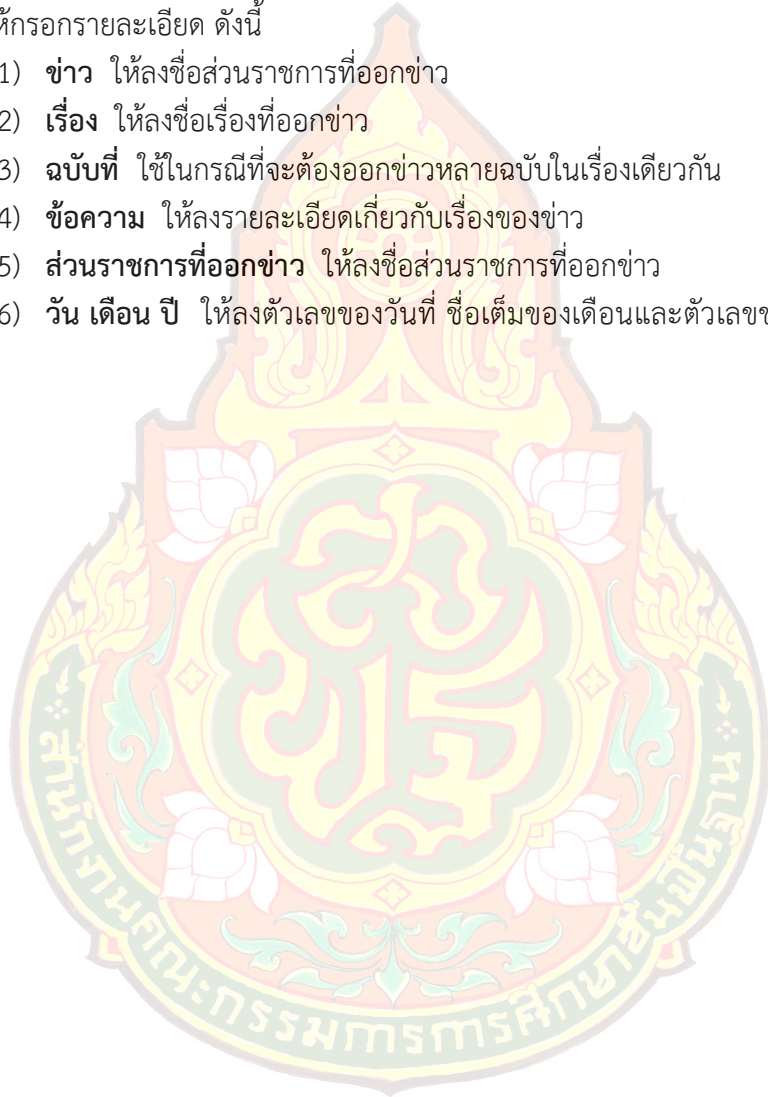 ให้กรอกรายละเอียด ดังนี้
1) ข่าว ให้ลงชื่อส่วนราชการที่ออกข่าว
2) เรื่อง ให้ลงชื่อเรื่องที่ออกข่าว
3) ฉบับที่ ใช้ในกรณีที่จะต้องออกข่าวหลายฉบับในเรื่องเดียวกัน
4) ข้อความ ให้ลงรายละเอียดเกี่ยวกับเรื่องของข่าว
5) ส่วนราชการที่ออกข่าว ให้ลงชื่อส่วนราชการที่ออกข่าว
6) วัน เดือน ปี ให้ลงตัวเลขของวันที่ ชื่อเต็มของเดือนและตัวเลขข
สพฐ
สำนักงานคณะกรรมการการศึกษาขั้นพื้นฐาน